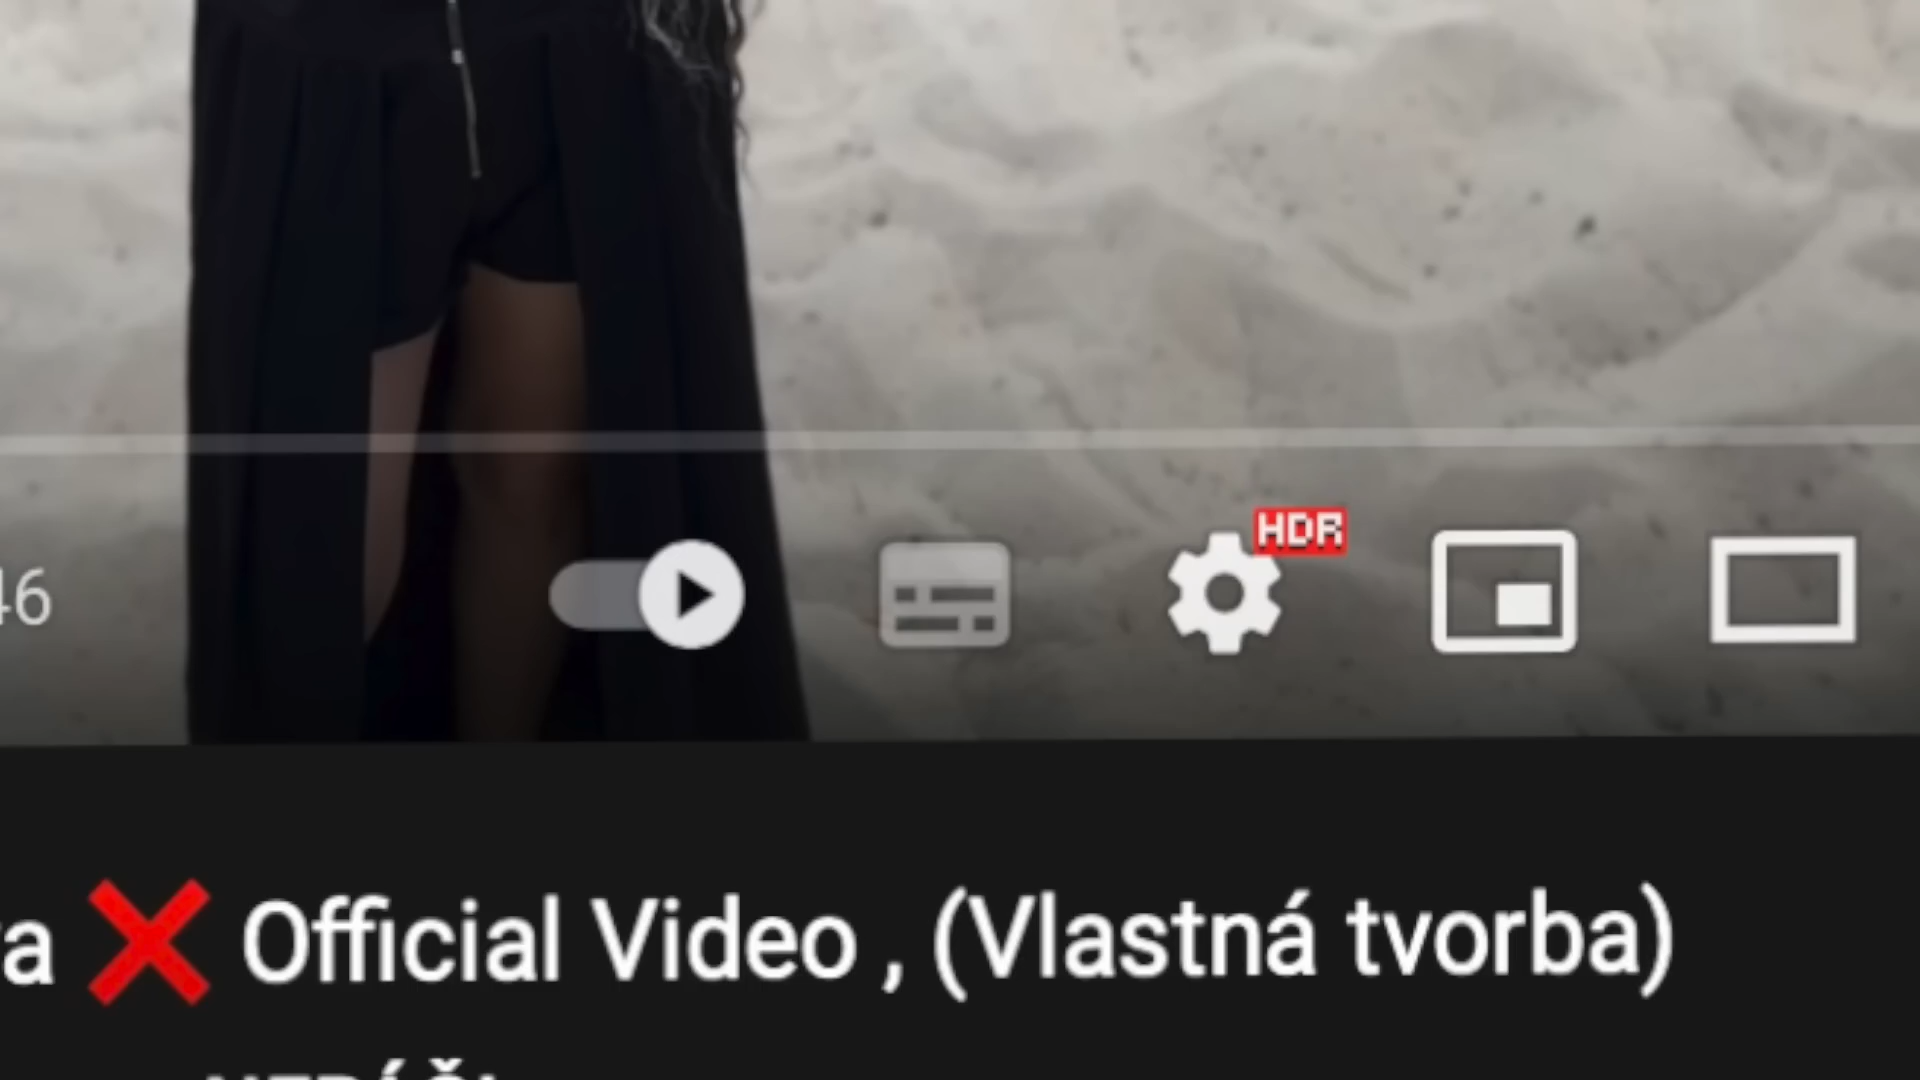 HDR
46
a ❌ Official Video , (Vlastná tvorba)